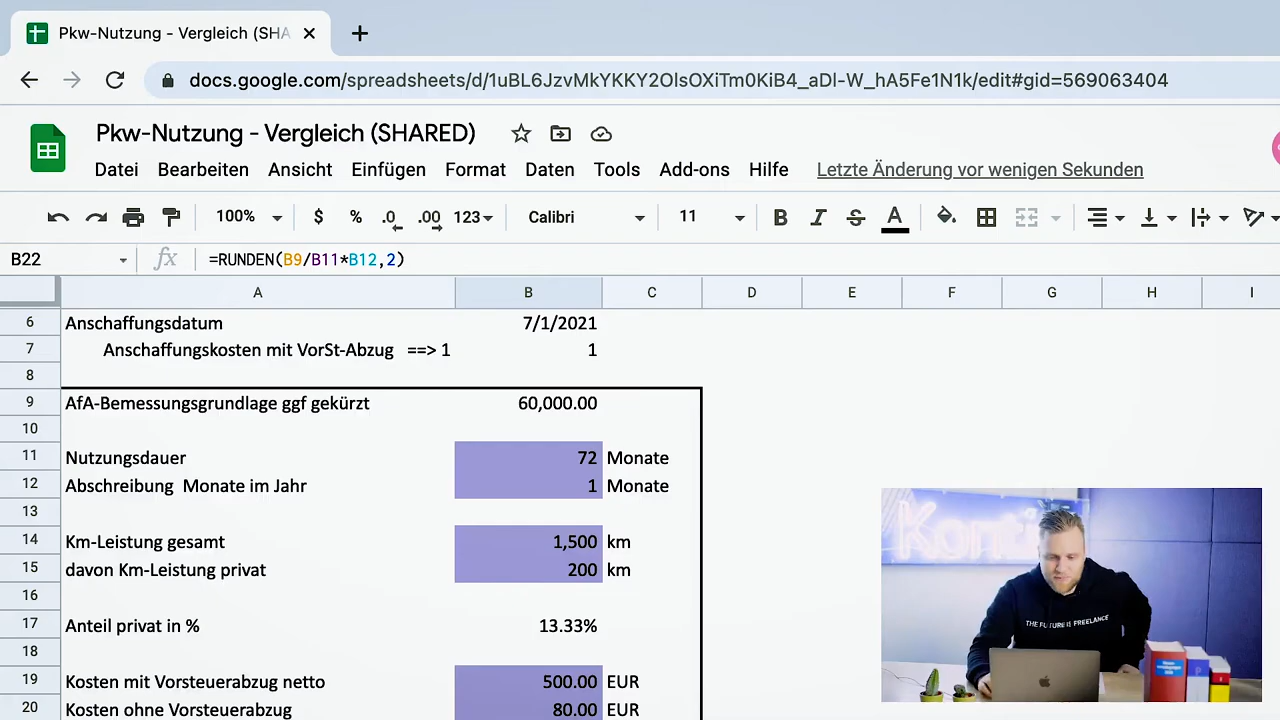 Pkw-Nutzung - Vergleich (SHA
docs.google.com/spreadsheets/d/1uBL6JzvMkYKKY2OlsOXiTm0KiB4_aDl-W_hA5Fe1N1k/edit#gid=569063404
Pkw-Nutzung - Vergleich (SHARED)
Datei Bearbeiten Ansicht Einfügen Format Daten Tools Add-ons Hilfe Letzte Änderung vor wenigen Sekunden
100% $ % .0 .00 123 Calibri 11 B I S A
B22 fx =RUNDEN(B9/B11*B12,2)
A B C D E F G H I
6 Anschaffungsdatum 7/1/2021
7 Anschaffungskosten mit VorSt-Abzug ==> 1 1
8
9 AfA-Bemessungsgrundlage ggf gekürzt 60,000.00
10
11 Nutzungsdauer 72 Monate
12 Abschreibung Monate im Jahr 1 Monate
13
14 Km-Leistung gesamt 1,500 km
15 davon Km-Leistung privat 200 km
16
17 Anteil privat in % 13.33%
18
19 Kosten mit Vorsteuerabzug netto 500.00 EUR
20 Kosten ohne Vorsteuerabzug 80.00 EUR
THE FUTURE IS FREELANCE